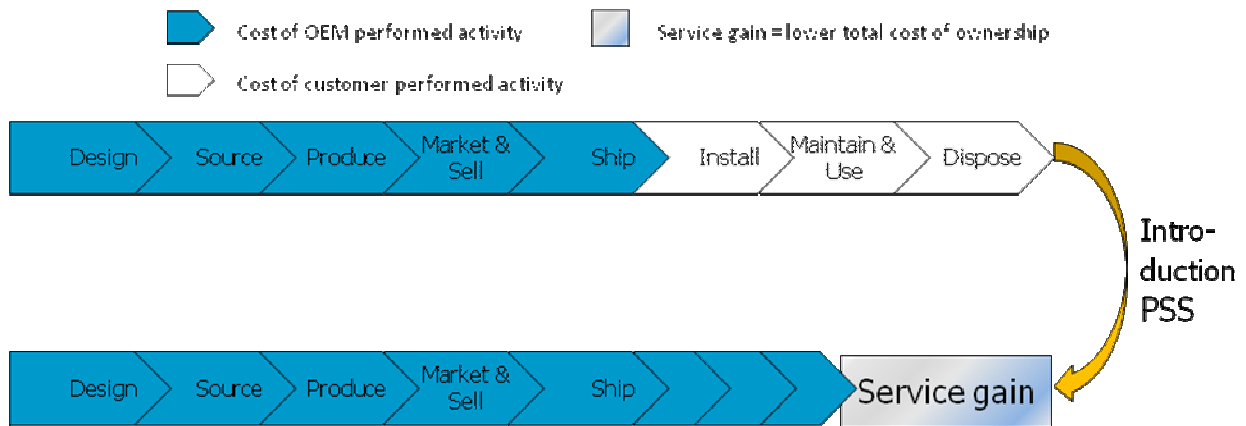 Cost of OEM performed activity
Service gain = lower total cost of ownership
Cost of customer performed activity
Design
Source
Produce
Market &
Sell
Ship
Install
Maintain &
Use
Dispose
Intro-
duction
PSS
Design
Source
Produce
Market &
Sell
Ship
Service gain